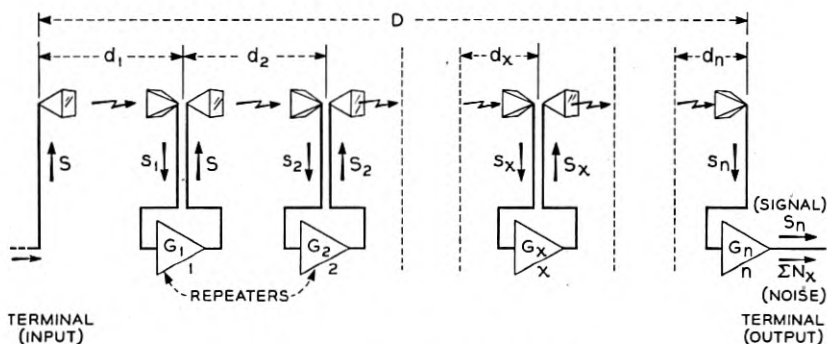 D
d₁
d₂
dₓ
dₙ
S
s₁
S
s₂
S₂
sₓ
Sₓ
sₙ
(SIGNAL)
Sₙ
G₁
1
G₂
2
Gₓ
x
Gₙ
n
ΣNₓ
(NOISE)
REPEATERS
TERMINAL
(INPUT)
TERMINAL
(OUTPUT)